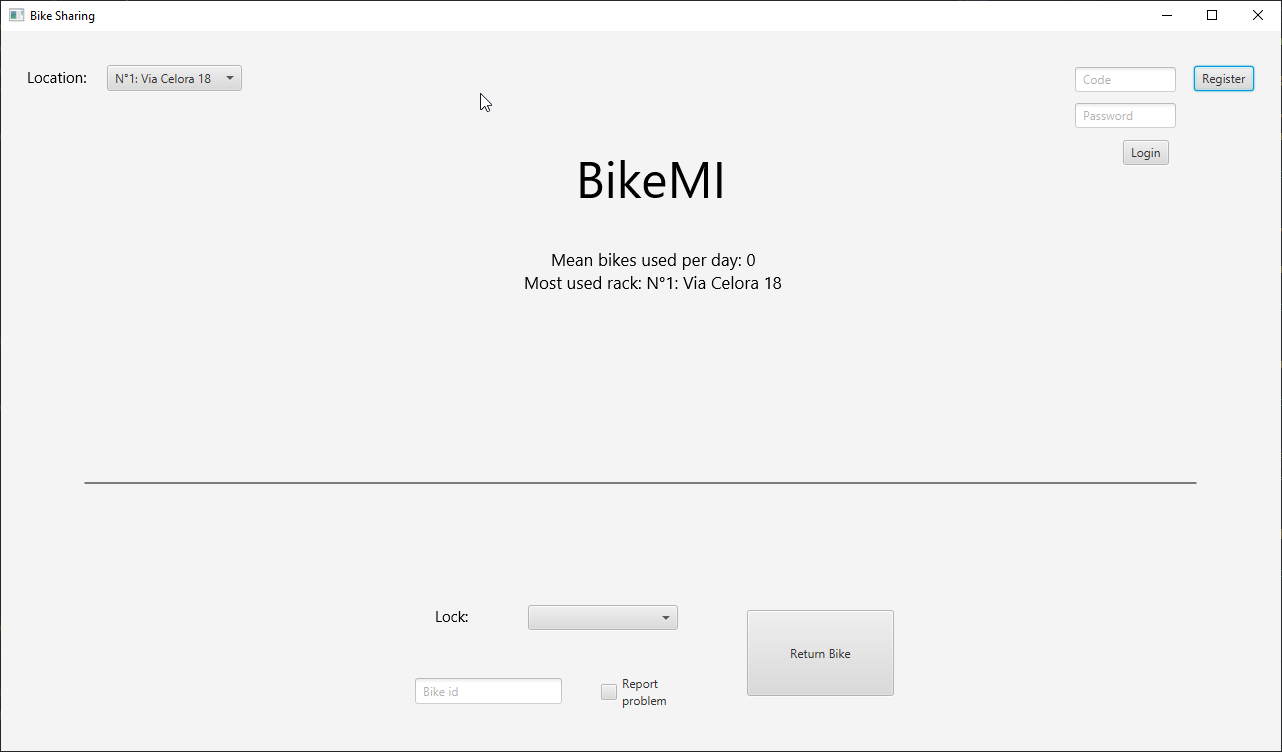 Bike Sharing
Location:
N°1: Via Celora 18
Code
Register
Password
Login
BikeMI
Mean bikes used per day: 0
Most used rack: N°1: Via Celora 18
Lock:
Return Bike
Bike id
Report
problem